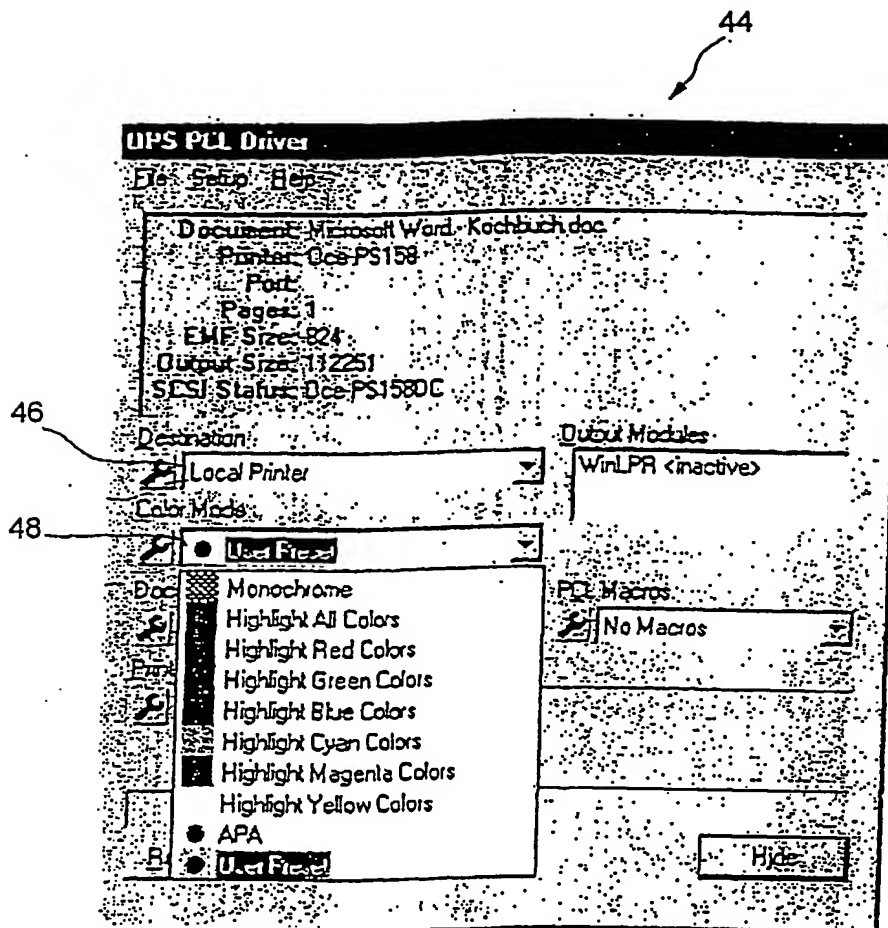 44
UPS PCL Driver
File Setup Help
Document: Microsoft Word - Kochbuch.doc
Printer: Oce-PS158
Port:
Pages: 1
EMF Size: 824
Output Size: 112251
SCSI Status: Oce-PS158DC
46
Destination:
Output Modules
Local Printer
WinLPR <inactive>
Color Mode:
48
User Preset
Doc
PCL Macros
Monochrome
Highlight All Colors
No Macros
Highlight Red Colors
Print
Highlight Green Colors
Highlight Blue Colors
Highlight Cyan Colors
Highlight Magenta Colors
Highlight Yellow Colors
APA
User Preset
Hide